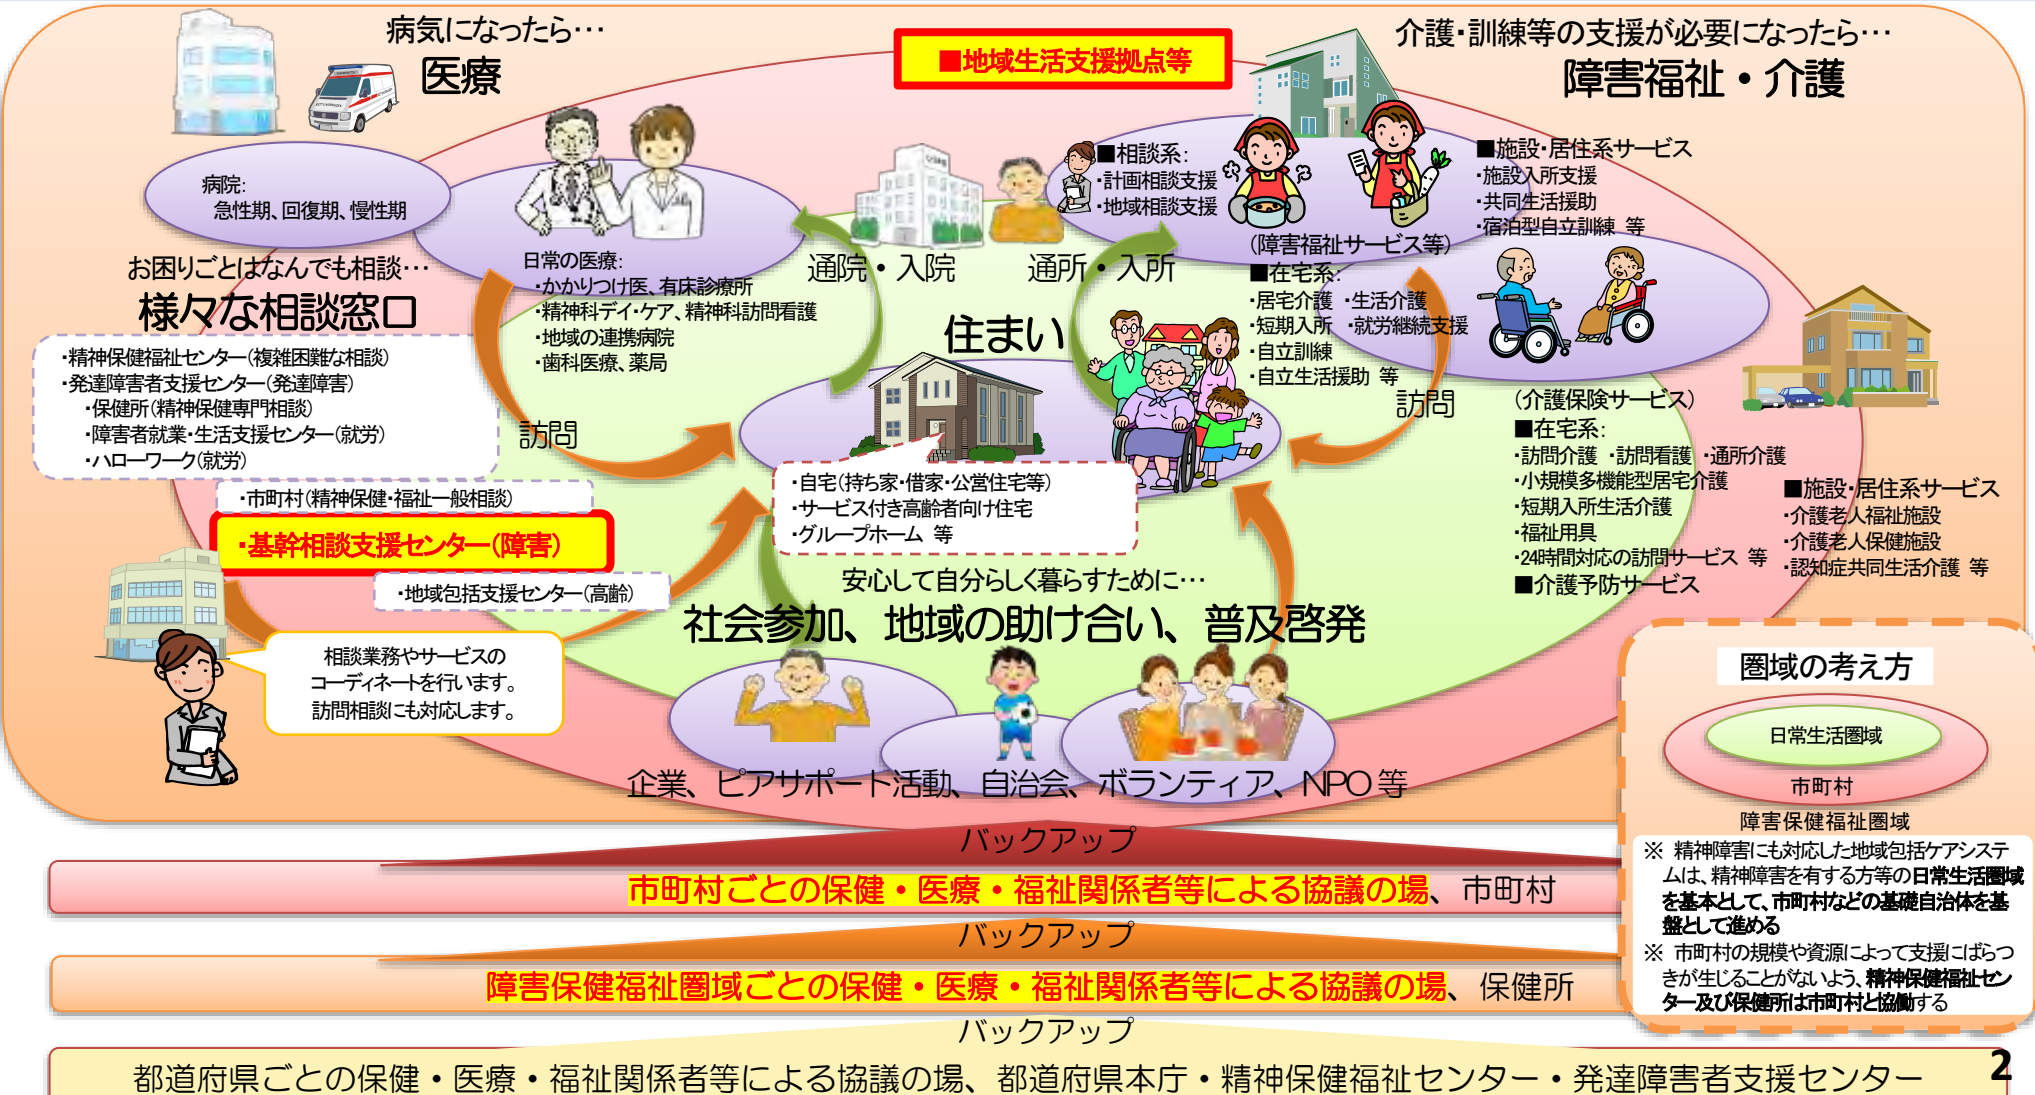 病気になったら…
医療
■地域生活支援拠点等
介護・訓練等の支援が必要になったら…
障害福祉・介護
病院:
急性期、回復期、慢性期
日常の医療:
・かかりつけ医、有床診療所
・精神科デイ・ケア、精神科訪問看護
・地域の連携病院
・歯科医療、薬局
通院・入院
通所・入所
■相談系:
・計画相談支援
・地域相談支援
■施設・居住系サービス
・施設入所支援
・共同生活援助
・宿泊型自立訓練 等
(障害福祉サービス等)
■在宅系:
・居宅介護 ・生活介護
・短期入所 ・就労継続支援
・自立訓練
・自立生活援助 等
訪問
お困りごとはなんでも相談…
様々な相談窓口
・精神保健福祉センター(複雑困難な相談)
・発達障害者支援センター(発達障害)
・保健所(精神保健専門相談)
・障害者就業・生活支援センター(就労)
・ハローワーク(就労)
・市町村(精神保健・福祉一般相談)
・基幹相談支援センター(障害)
・地域包括支援センター(高齢)
訪問
相談業務やサービスの
コーディネートを行います。
訪問相談にも対応します。
住まい
・自宅(持ち家・借家・公営住宅等)
・サービス付き高齢者向け住宅
・グループホーム 等
(介護保険サービス)
■在宅系:
・訪問介護 ・訪問看護 ・通所介護
・小規模多機能型居宅介護
・短期入所生活介護
・福祉用具
・24時間対応の訪問サービス 等
■介護予防サービス
■施設・居住系サービス
・介護老人福祉施設
・介護老人保健施設
・認知症共同生活介護 等
安心して自分らしく暮らすために…
社会参加、地域の助け合い、普及啓発
企業、ピアサポート活動、自治会、ボランティア、NPO 等
圏域の考え方
日常生活圏域
市町村
障害保健福祉圏域
※ 精神障害にも対応した地域包括ケアシステ
ムは、精神障害を有する方等の日常生活圏域
を基本として、市町村などの基礎自治体を基
盤として進める
※ 市町村の規模や資源によって支援にばらつ
きが生じることがないよう、精神保健福祉セン
ター及び保健所は市町村と協働する
バックアップ
市町村ごとの保健・医療・福祉関係者等による協議の場、市町村
バックアップ
障害保健福祉圏域ごとの保健・医療・福祉関係者等による協議の場、保健所
バックアップ
都道府県ごとの保健・医療・福祉関係者等による協議の場、都道府県本庁・精神保健福祉センター・発達障害者支援センター
2